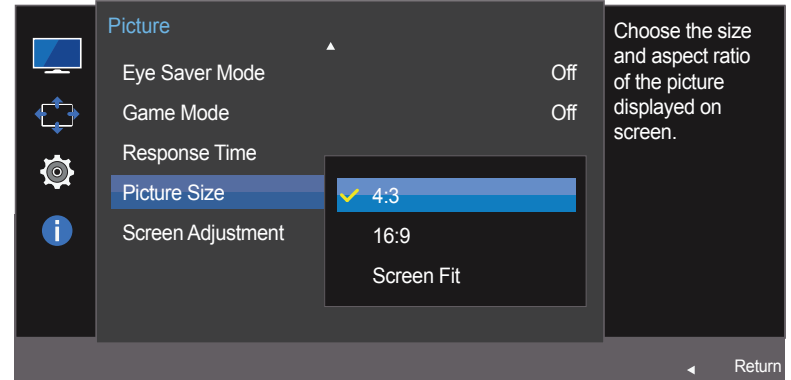 Picture
Eye Saver Mode Off
Game Mode Off
Response Time
Picture Size
4:3
Screen Adjustment
16:9
Screen Fit
Choose the size
and aspect ratio
of the picture
displayed on
screen.
Return